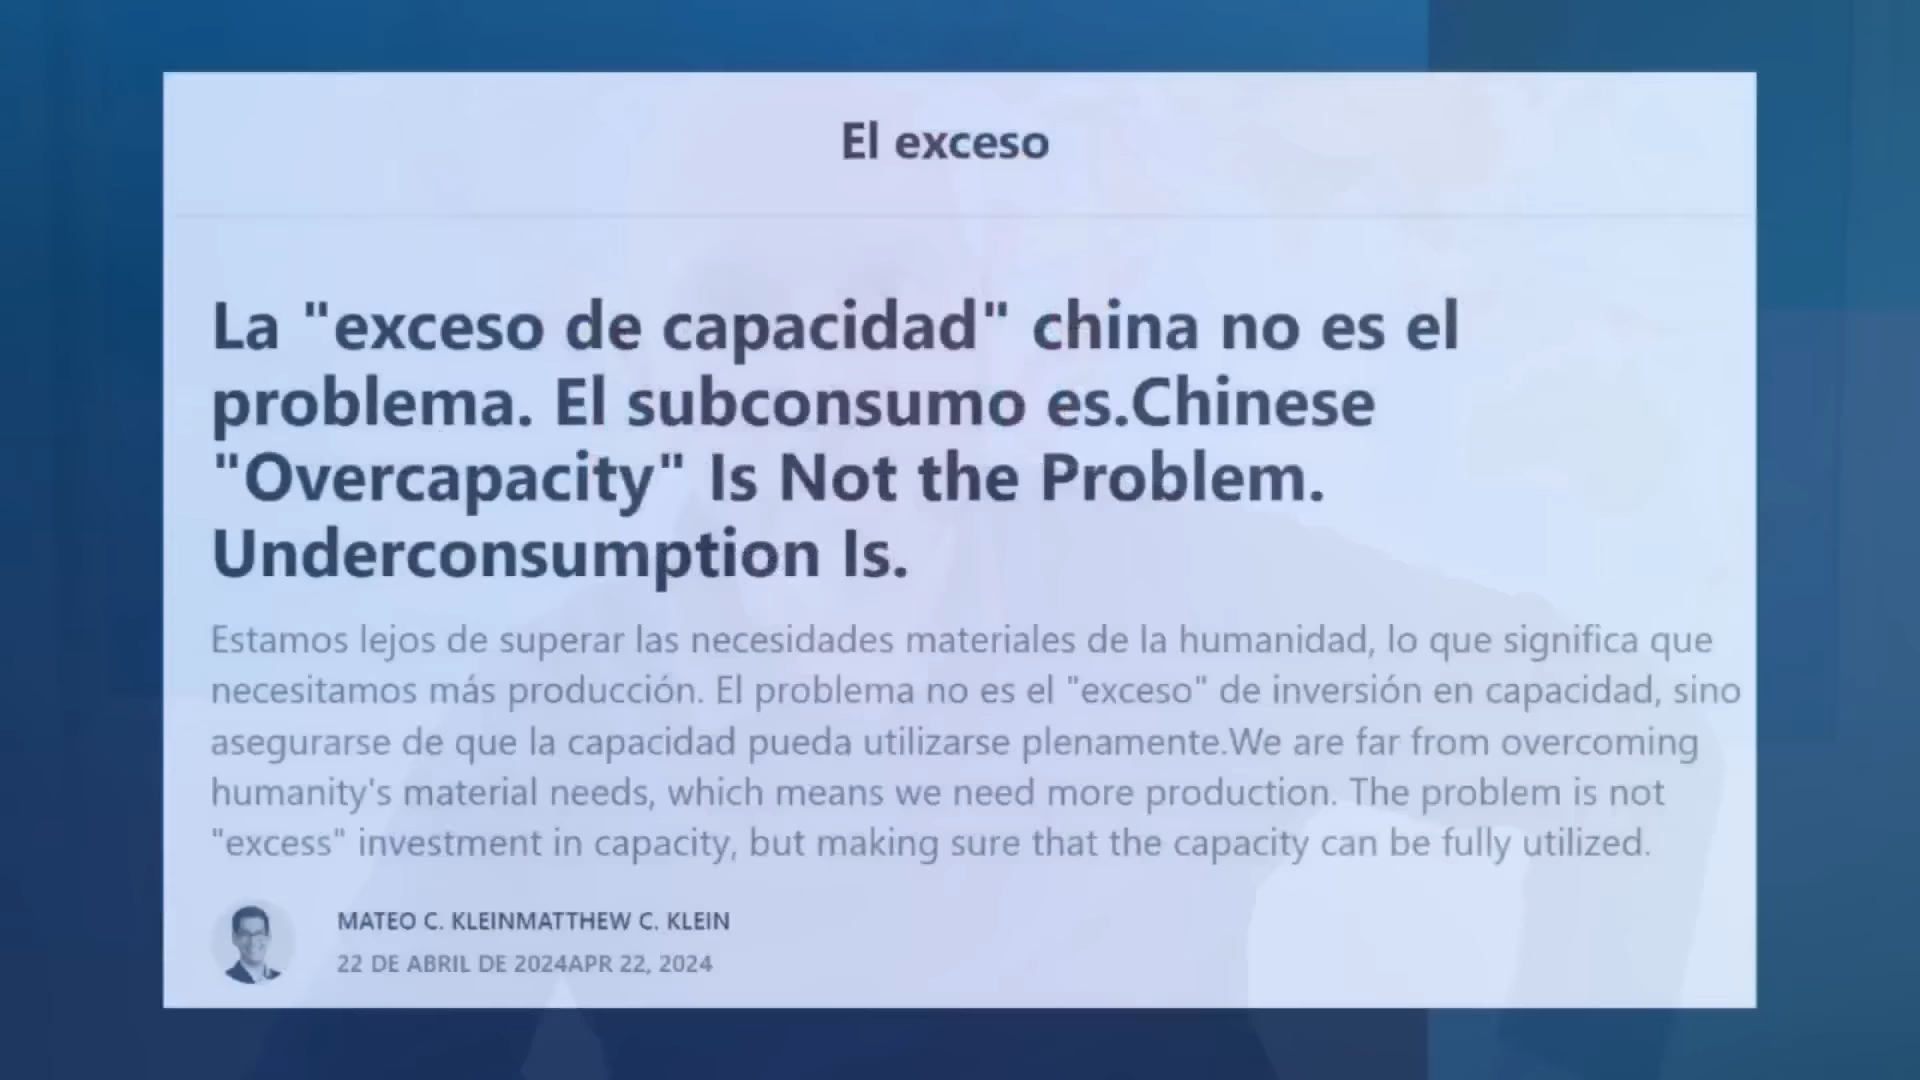 El exceso
La "exceso de capacidad" china no es el
problema. El subconsumo es.Chinese
"Overcapacity" Is Not the Problem.
Underconsumption Is.
Estamos lejos de superar las necesidades materiales de la humanidad, lo que significa que
necesitamos más producción. El problema no es el "exceso" de inversión en capacidad, sino
asegurarse de que la capacidad pueda utilizarse plenamente.We are far from overcoming
humanity's material needs, which means we need more production. The problem is not
"excess" investment in capacity, but making sure that the capacity can be fully utilized.
MATEO C. KLEINMATTHEW C. KLEIN
22 DE ABRIL DE 2024APR 22, 2024